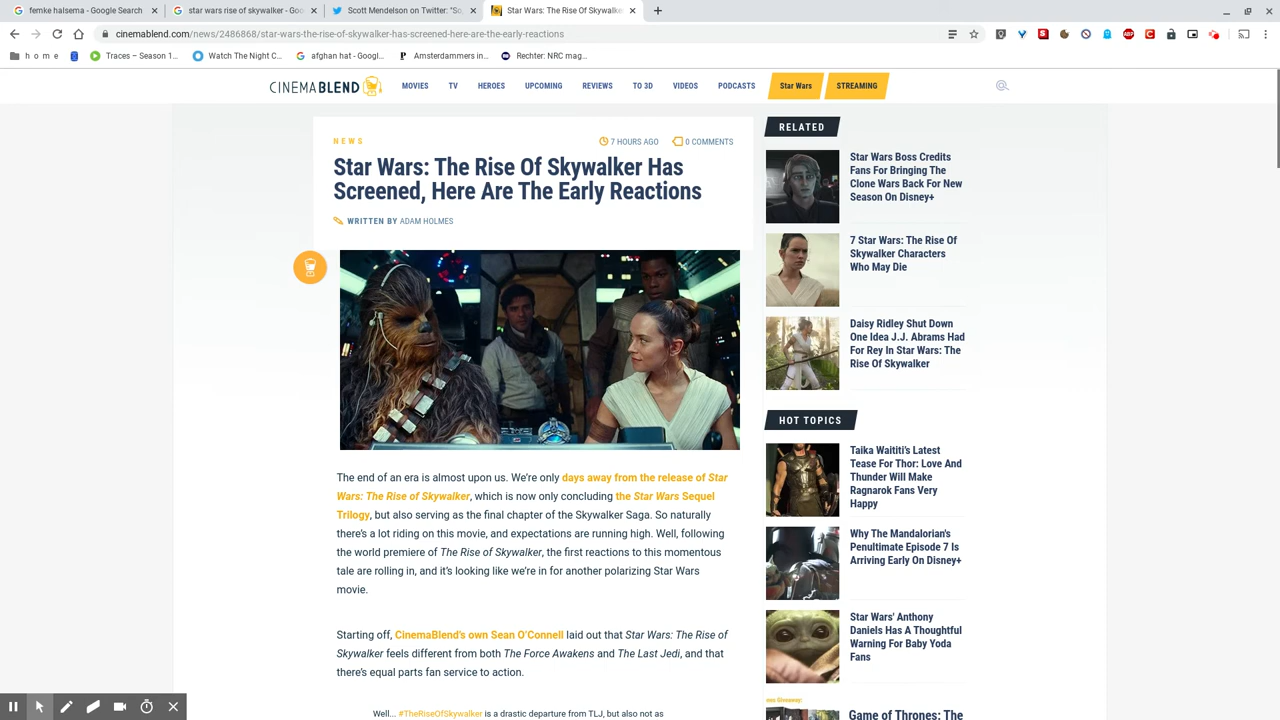 femke halsema - Google Search
star wars rise of skywalker - Goo
Scott Mendelson on Twitter: "So,
Star Wars: The Rise Of Skywalke
cinemablend.com/news/2486868/star-wars-the-rise-of-skywalker-has-screened-here-are-the-early-reactions
h o m e
Traces – Season 1...
Watch The Night C...
afghan hat - Googl...
Amsterdammers in...
Rechter: NRC mag...
CINEMABLEND
MOVIES
TV
HEROES
UPCOMING
REVIEWS
TO 3D
VIDEOS
PODCASTS
Star Wars
STREAMING
NEWS
7 HOURS AGO
0 COMMENTS
Star Wars: The Rise Of Skywalker Has
Screened, Here Are The Early Reactions
WRITTEN BY ADAM HOLMES
The end of an era is almost upon us. We're only days away from the release of Star
Wars: The Rise of Skywalker, which is now only concluding the Star Wars Sequel
Trilogy, but also serving as the final chapter of the Skywalker Saga. So naturally
there's a lot riding on this movie, and expectations are running high. Well, following
the world premiere of The Rise of Skywalker, the first reactions to this momentous
tale are rolling in, and it's looking like we're in for another polarizing Star Wars
movie.
Starting off, CinemaBlend's own Sean O'Connell laid out that Star Wars: The Rise of
Skywalker feels different from both The Force Awakens and The Last Jedi, and that
there's equal parts fan service to action.
Well... #TheRiseOfSkywalker is a drastic departure from TLJ, but also not as
RELATED
Star Wars Boss Credits
Fans For Bringing The
Clone Wars Back For New
Season On Disney+
7 Star Wars: The Rise Of
Skywalker Characters
Who May Die
Daisy Ridley Shut Down
One Idea J.J. Abrams Had
For Rey In Star Wars: The
Rise Of Skywalker
HOT TOPICS
Taika Waititi's Latest
Tease For Thor: Love And
Thunder Will Make
Ragnarok Fans Very
Happy
Why The Mandalorian's
Penultimate Episode 7 Is
Arriving Early On Disney+
Star Wars' Anthony
Daniels Has A Thoughtful
Warning For Baby Yoda
Fans
Giveaway:
Game of Thrones: The